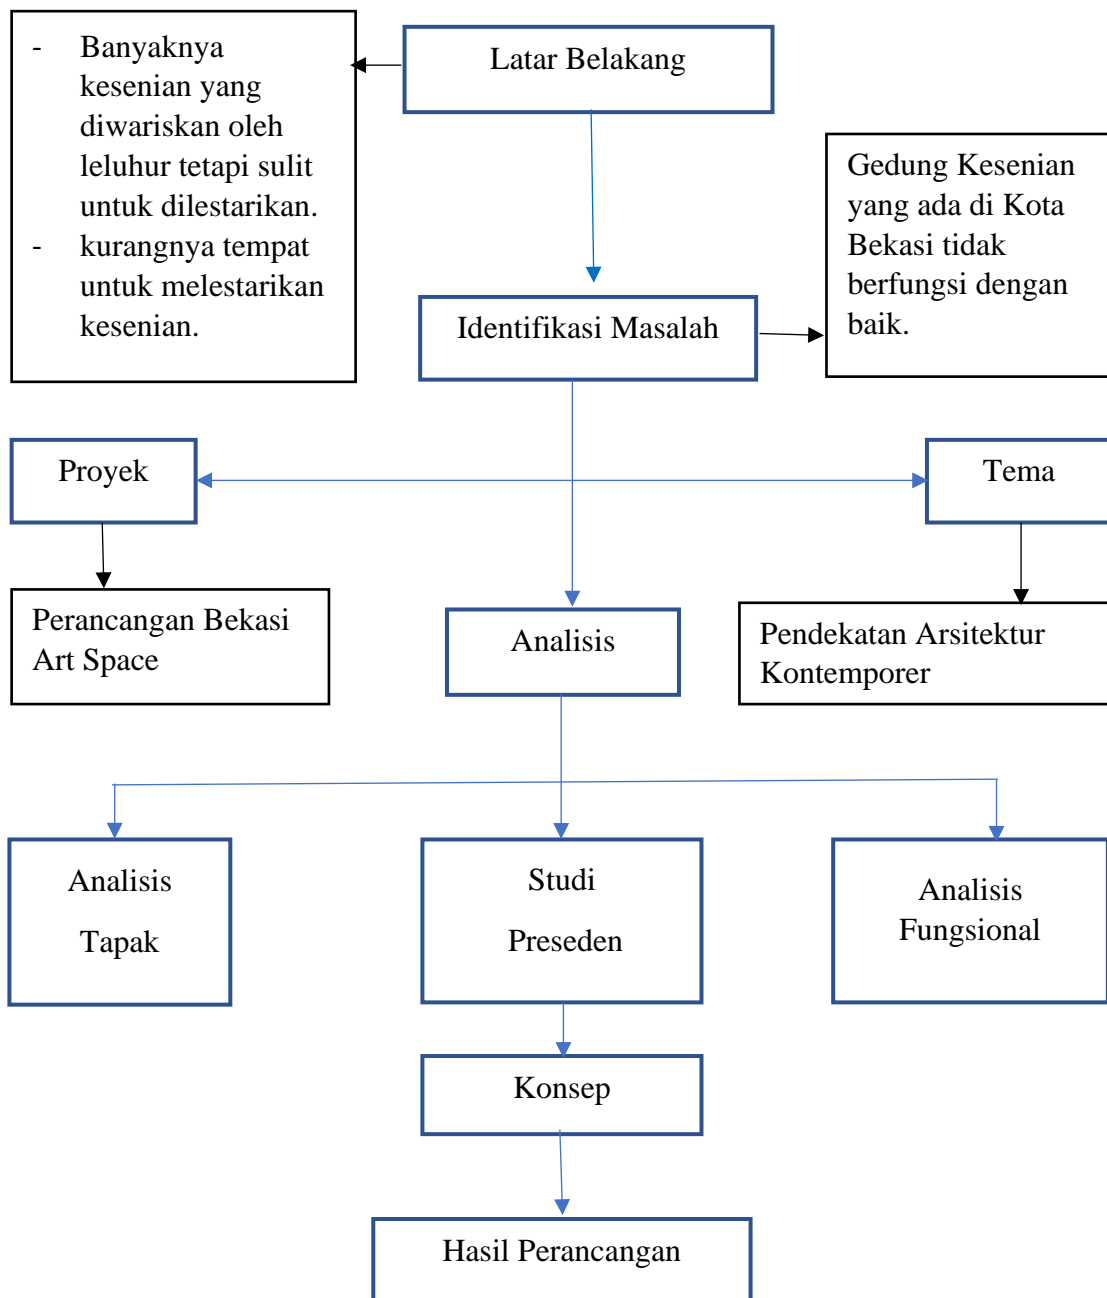 Latar Belakang
- Banyaknya
kesenian yang
diwariskan oleh
leluhur tetapi sulit
untuk dilestarikan.
- kurangnya tempat
untuk melestarikan
kesenian.
Gedung Kesenian
yang ada di Kota
Bekasi tidak
berfungsi dengan
baik.
Identifikasi Masalah
Proyek
Tema
Perancangan Bekasi
Art Space
Analisis
Pendekatan Arsitektur
Kontemporer
Analisis
Tapak
Studi
Preseden
Analisis
Fungsional
Konsep
Hasil Perancangan